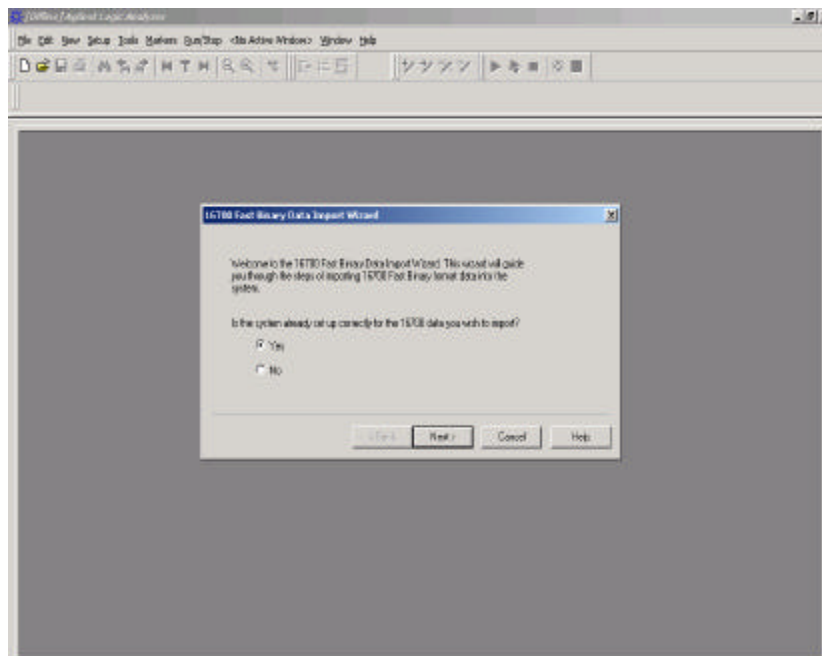 [Offline] Agilent Logic Analyzer
File Edit View Setup Tools Markers Run/Stop <No Active Window> Window Help
16700 Fast Binary Data Import Wizard
Welcome to the 16700 Fast Binary Data Import Wizard. This wizard will guide
you through the steps of importing 16700 Fast Binary format data into the
system.
Is the system already set up correctly for the 16700 data you wish to import?
Yes
No
< Back Next > Cancel Help